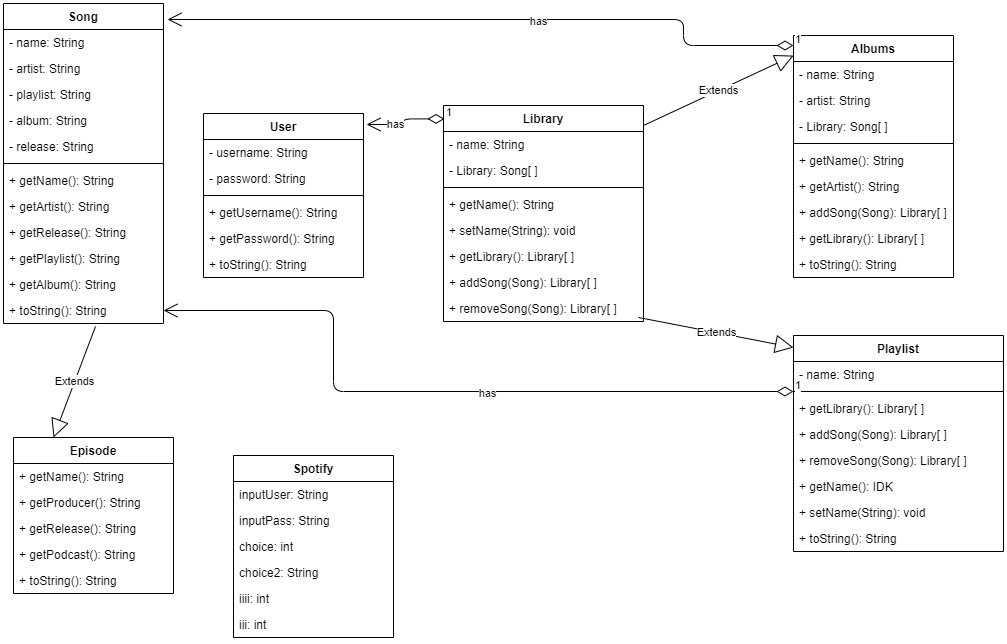 Song
- name: String
- artist: String
- playlist: String
- album: String
- release: String
+ getName(): String
+ getArtist(): String
+ getRelease(): String
+ getPlaylist(): String
+ getAlbum(): String
+ toString(): String
has
1
Albums
- name: String
- artist: String
- Library: Song[ ]
+ getName(): String
+ getArtist(): String
+ addSong(Song): Library[ ]
+ getLibrary(): Library[ ]
+ toString(): String
Extends
User
- username: String
- password: String
+ getUsername(): String
+ getPassword(): String
+ toString(): String
has
1
Library
- name: String
- Library: Song[ ]
+ getName(): String
+ setName(String): void
+ getLibrary(): Library[ ]
+ addSong(Song): Library[ ]
+ removeSong(Song): Library[ ]
Extends
Playlist
- name: String
1
+ getLibrary(): Library[ ]
+ addSong(Song): Library[ ]
+ removeSong(Song): Library[ ]
+ getName(): IDK
+ setName(String): void
+ toString(): String
has
Extends
Episode
+ getName(): String
+ getProducer(): String
+ getRelease(): String
+ getPodcast(): String
+ toString(): String
Spotify
inputUser: String
inputPass: String
choice: int
choice2: String
iiii: int
iii: int